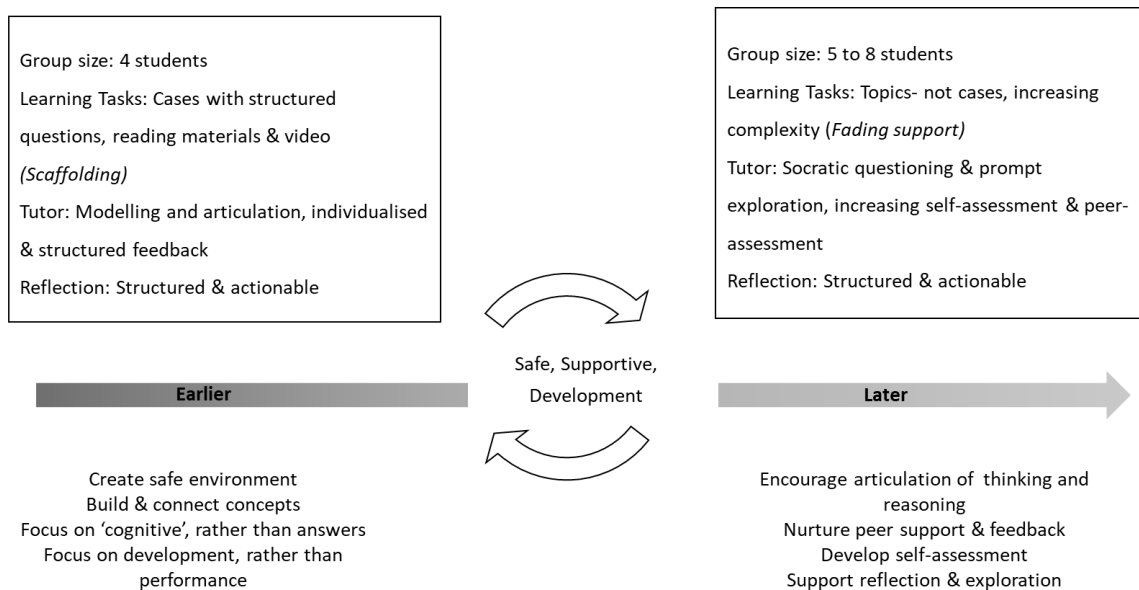 Group size: 4 students
Learning Tasks: Cases with structured
questions, reading materials & video
(Scaffolding)
Tutor: Modelling and articulation, individualised
& structured feedback
Reflection: Structured & actionable
Group size: 5 to 8 students
Learning Tasks: Topics- not cases, increasing
complexity (Fading support)
Tutor: Socratic questioning & prompt
exploration, increasing self-assessment & peer-
assessment
Reflection: Structured & actionable
Safe, Supportive,
Development
Earlier
Later
Create safe environment
Build & connect concepts
Focus on ‘cognitive’, rather than answers
Focus on development, rather than
performance
Encourage articulation of thinking and
reasoning
Nurture peer support & feedback
Develop self-assessment
Support reflection & exploration